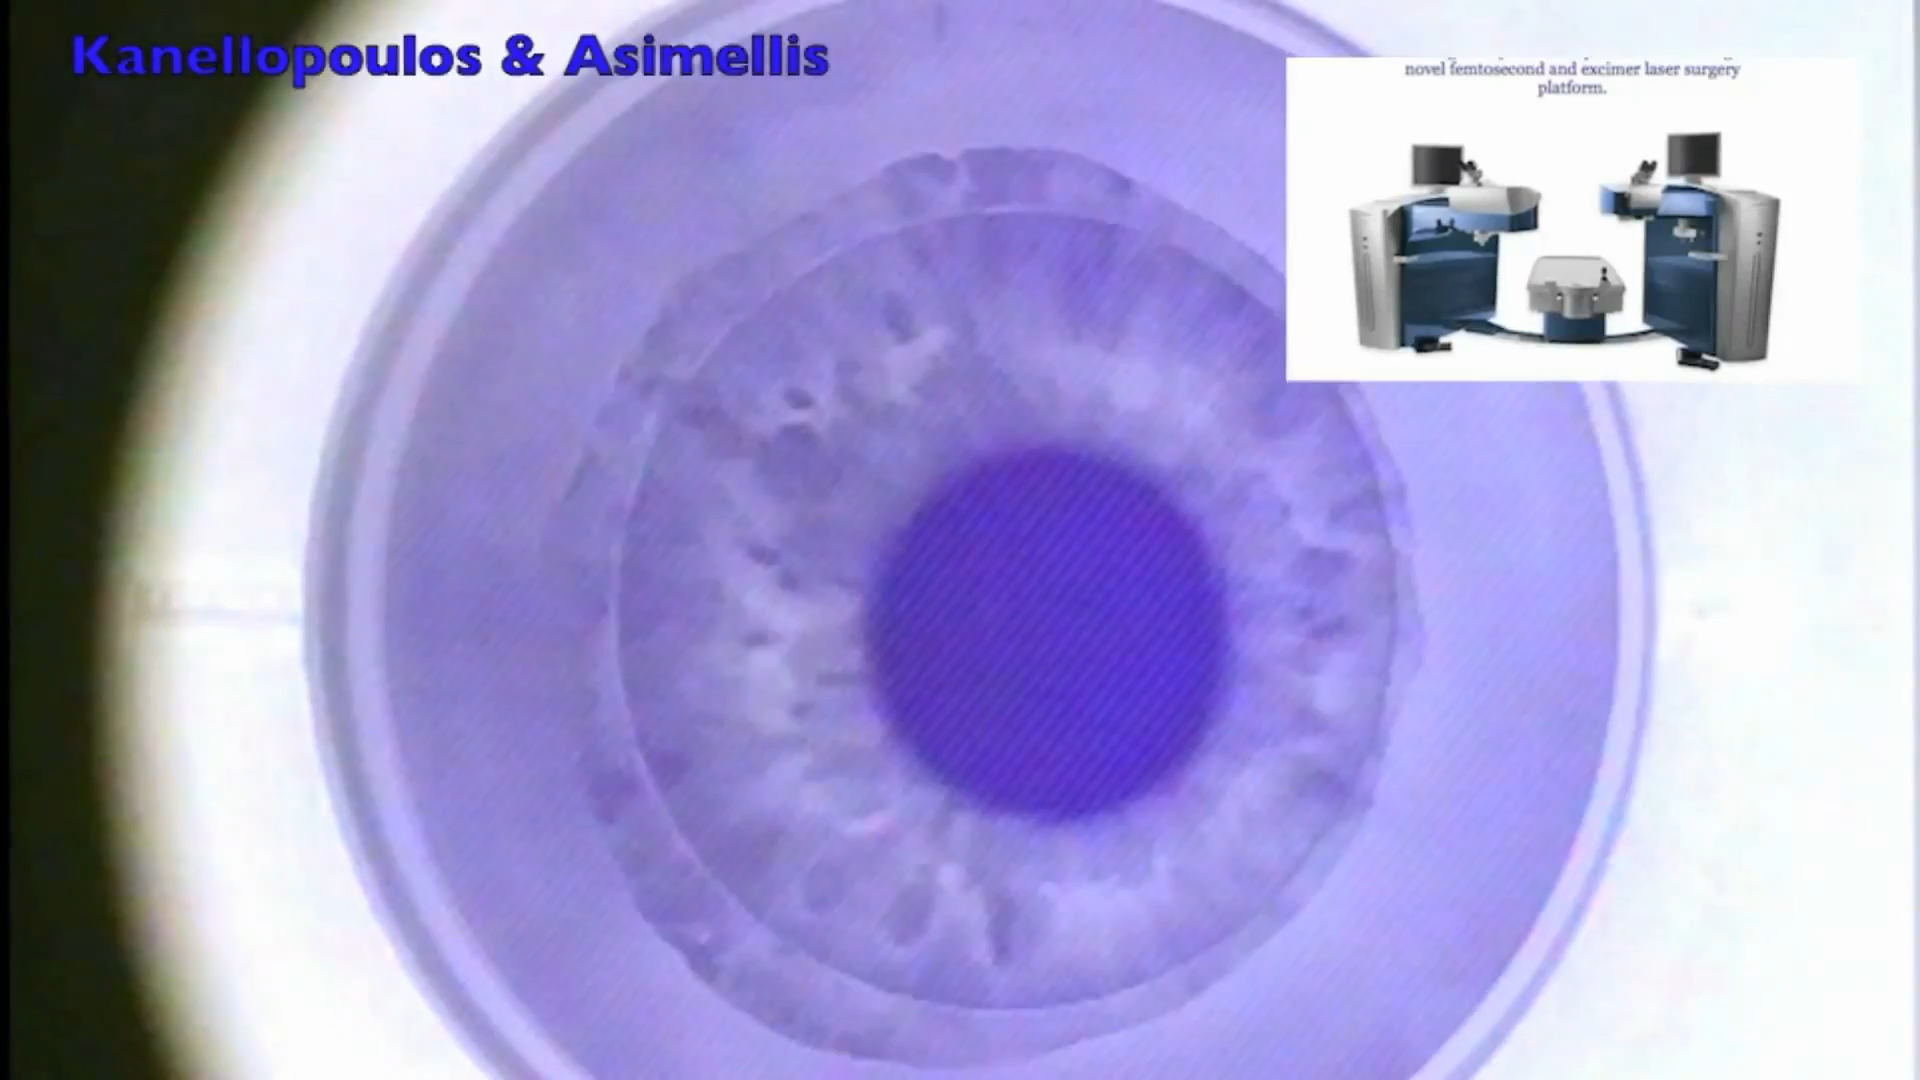 Kanellopoulos & Asimellis
novel femtosecond and excimer laser surgery
platform.